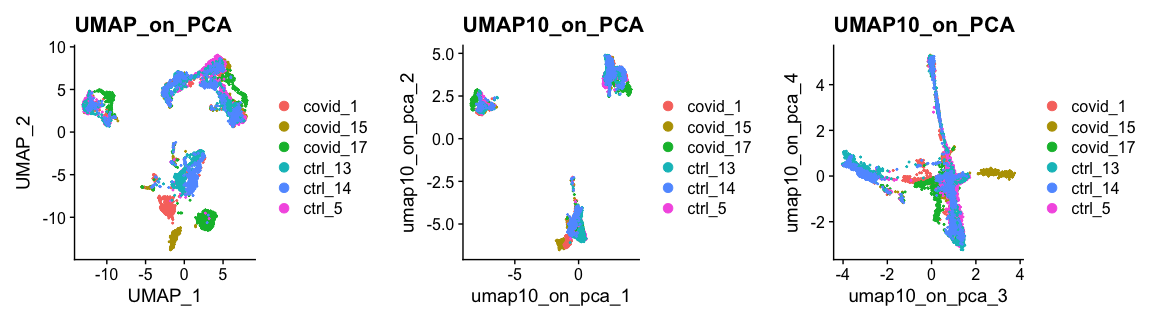 UMAP_on_PCA
10
5
0
-5
-10
UMAP_2
-10
-5
0
5
UMAP_1
covid_1
covid_15
covid_17
ctrl_13
ctrl_14
ctrl_5
UMAP10_on_PCA
5.0
2.5
0.0
-2.5
-5.0
umap10_on_pca_2
-5
0
umap10_on_pca_1
covid_1
covid_15
covid_17
ctrl_13
ctrl_14
ctrl_5
UMAP10_on_PCA
4
2
0
-2
umap10_on_pca_4
-4
-2
0
2
4
umap10_on_pca_3
covid_1
covid_15
covid_17
ctrl_13
ctrl_14
ctrl_5